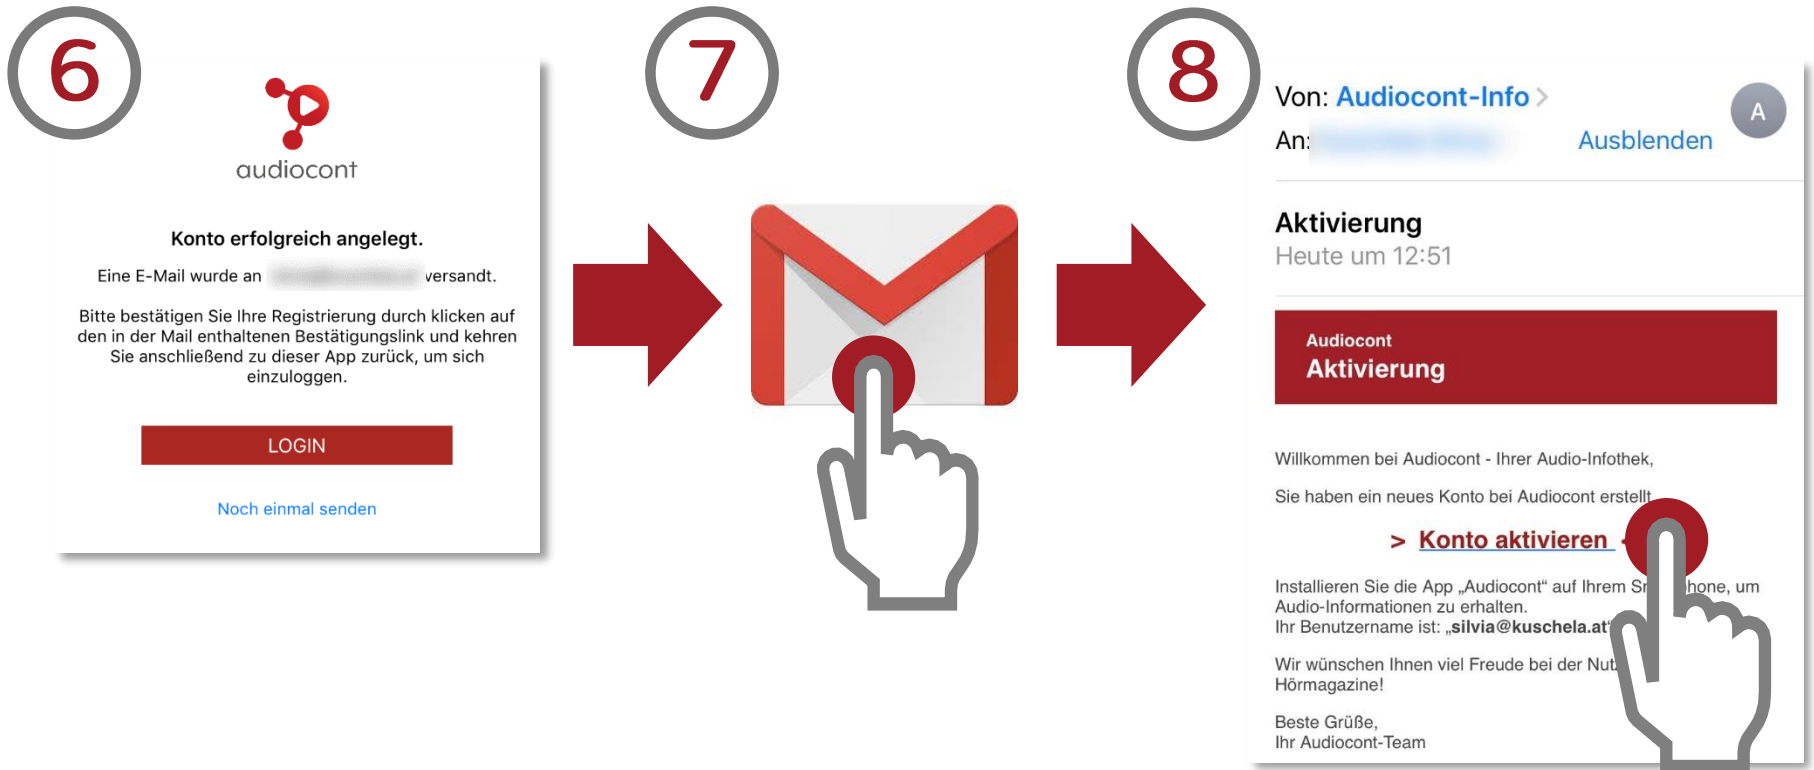 6
audiocont
Konto erfolgreich angelegt.
Eine E-Mail wurde an versandt.
Bitte bestätigen Sie Ihre Registrierung durch klicken auf
den in der Mail enthaltenen Bestätigungslink und kehren
Sie anschließend zu dieser App zurück, um sich
einzuloggen.
LOGIN
Noch einmal senden
7
8
Von: Audiocont-Info >
A
An: Ausblenden
Aktivierung
Heute um 12:51
Audiocont
Aktivierung
Willkommen bei Audiocont - Ihrer Audio-Infothek,
Sie haben ein neues Konto bei Audiocont erstellt
> Konto aktivieren
Installieren Sie die App „Audiocont“ auf Ihrem hone, um
Audio-Informationen zu erhalten.
Ihr Benutzername ist: „silvia@kuschela.at“
Wir wünschen Ihnen viel Freude bei der
Hörmagazine!
Beste Grüße,
Ihr Audiocont-Team